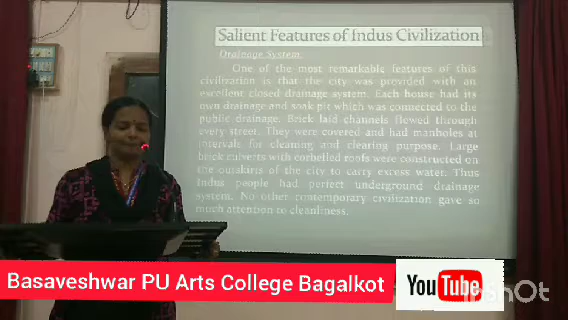 Salient Features of Indus Civilization
Drainage System:
One of the most remarkable features of this
civilization is that the city was provided with an
excellent closed drainage system. Each house had its
own drainage and soak pit which was connected to the
public drainage. Brick laid channels flewed through
every street. They were covered and had manholes at
intervals for cleaning and clearing purpose. Large
brick culverts with corbelled roofs were constructed on
the outskirts of the city to carry excess water. Thus
Indus people had perfect underground drainage
system. No other contemporary civilization gave so
much attention to cleanliness.
Basaveshwar PU Arts College Bagalkot
YouTube
InShOt